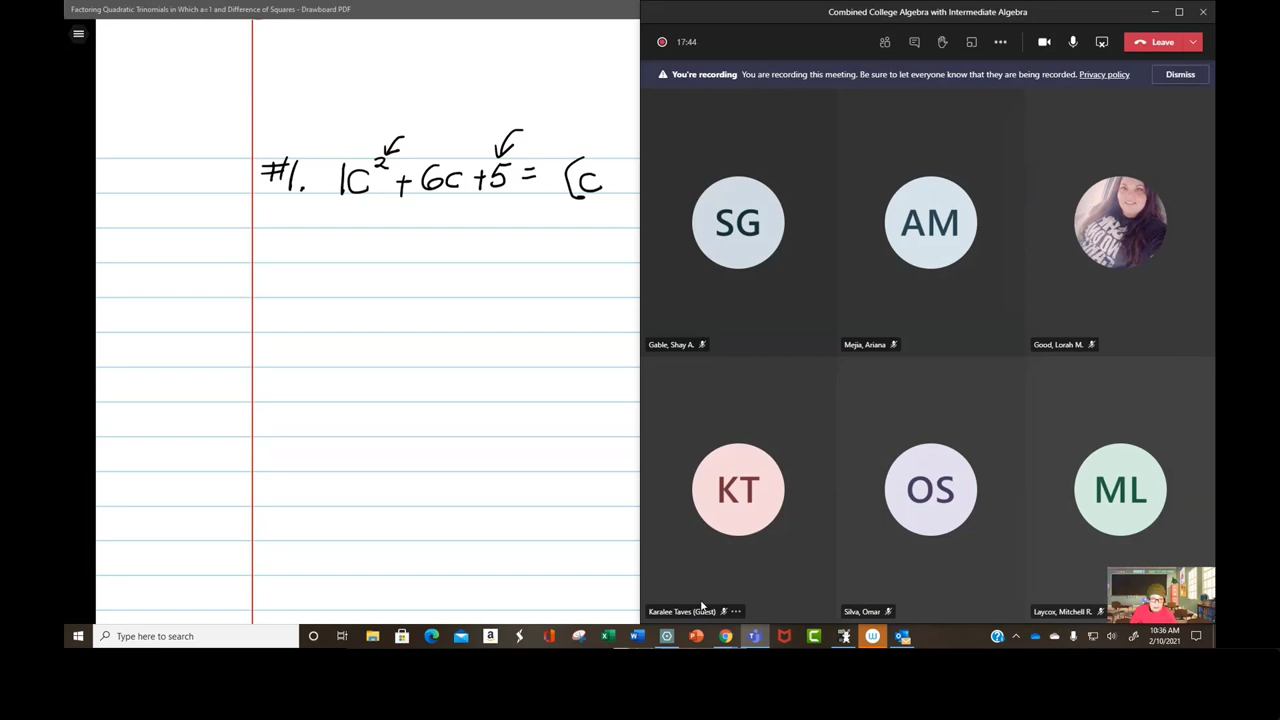 Factoring Quadratic Trinomials in Which a=1 and Difference of Squares - Drawboard PDF
Combined College Algebra with Intermediate Algebra
17:44
Leave
You're recording You are recording this meeting. Be sure to let everyone know that they are being recorded. Privacy policy
Dismiss
#1. 1c² + 6c + 5 = (c
SG
AM
Gable, Shay A.
Mejia, Ariana
Good, Lorah M.
KT
OS
ML
Karalee Taves (Guest)
Silva, Omar
Laycox, Mitchell R.
Type here to search
10:36 AM
2/10/2021